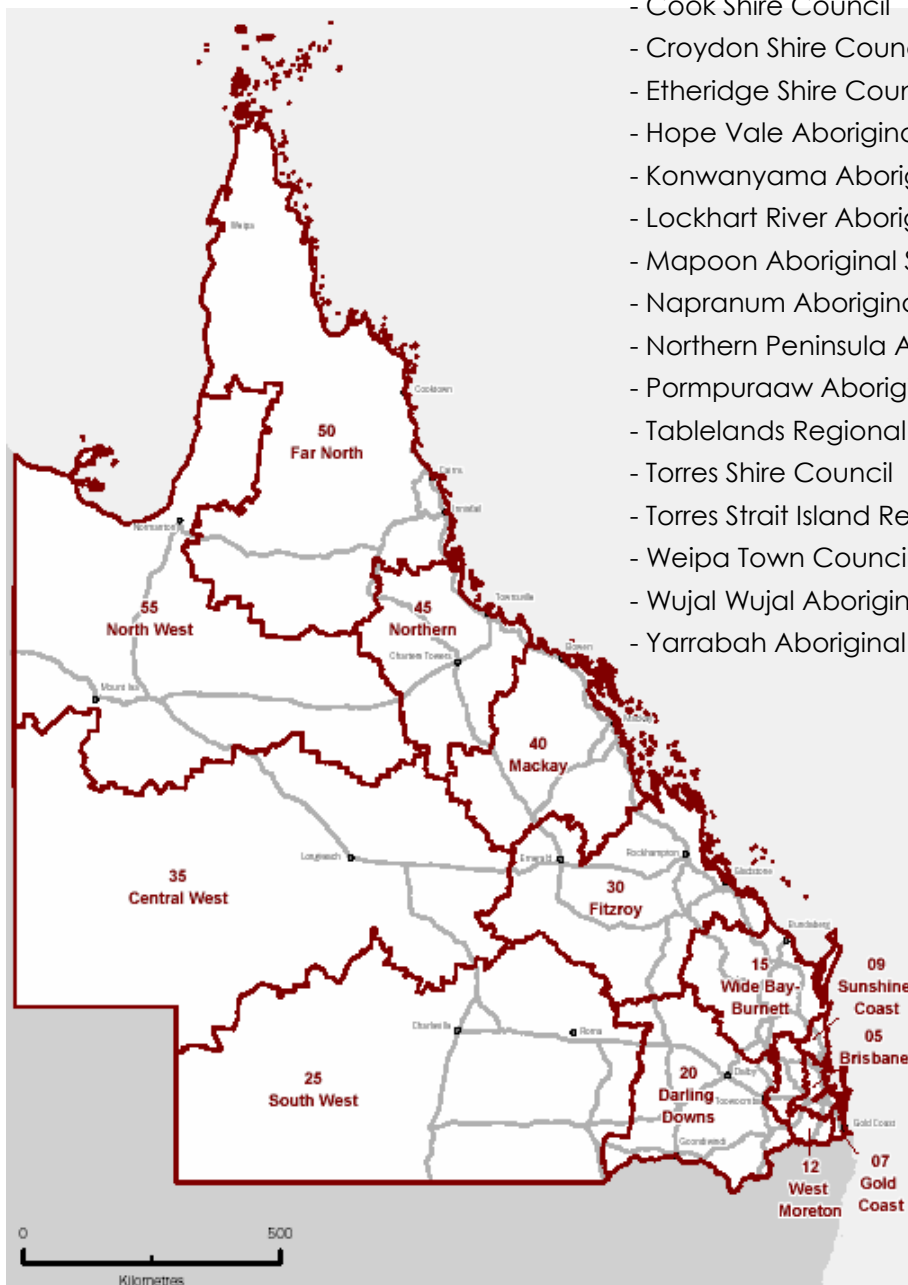 - Cook Shire Council
- Croydon Shire Counc
- Etheridge Shire Coun
- Hope Vale Aborigina
- Konwanyama Aborig
- Lockhart River Aborig
- Mapoon Aboriginal S
- Napranum Aborigina
- Northern Peninsula A
- Pormpuraaw Aborig
- Tablelands Regional
- Torres Shire Council
- Torres Strait Island Re
- Weipa Town Council
- Wujal Wujal Aborigin
- Yarrabah Aboriginal
Weipa
Cooktown
50
Far North
Cairns
Innisfail
Normanton
55
North West
45
Northern
Townsville
Charters Towers
Bowen
Mount Isa
40
Mackay
Mackay
Longreach
Emerald
Rockhampton
Gladstone
35
Central West
30
Fitzroy
Bundaberg
15
Wide Bay-
Burnett
09
Sunshine
Coast
05
Brisbane
Charleville
Roma
25
South West
20
Darling
Downs
Dalby
Toowoomba
Goondiwindi
Gold Coast
12
West
Moreton
07
Gold
Coast
0
500
Kilometres